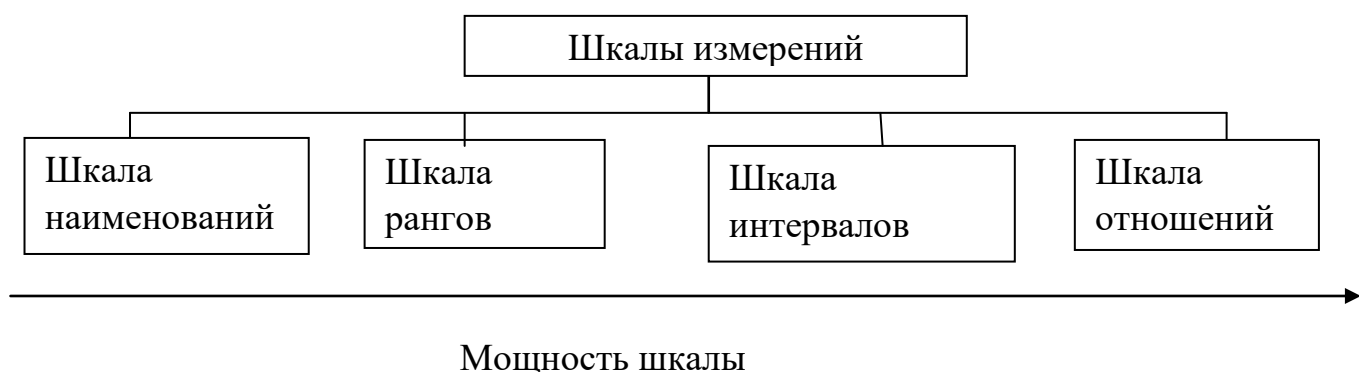 Шкалы измерений
Шкала
наименований
Шкала
рангов
Шкала
интервалов
Шкала
отношений
Мощность шкалы